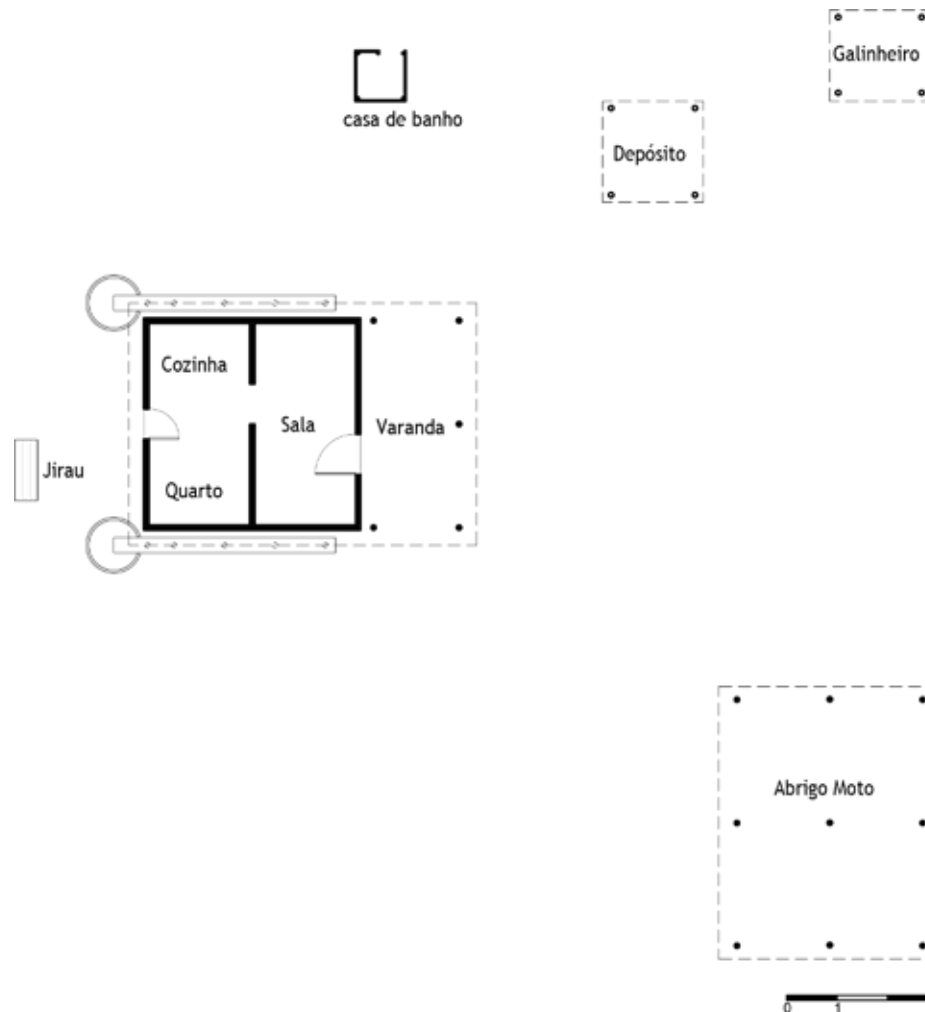 Galinheiro
casa de banho
Depósito
Cozinha
Sala
Varanda
Jirau
Quarto
Abrigo Moto
0 1